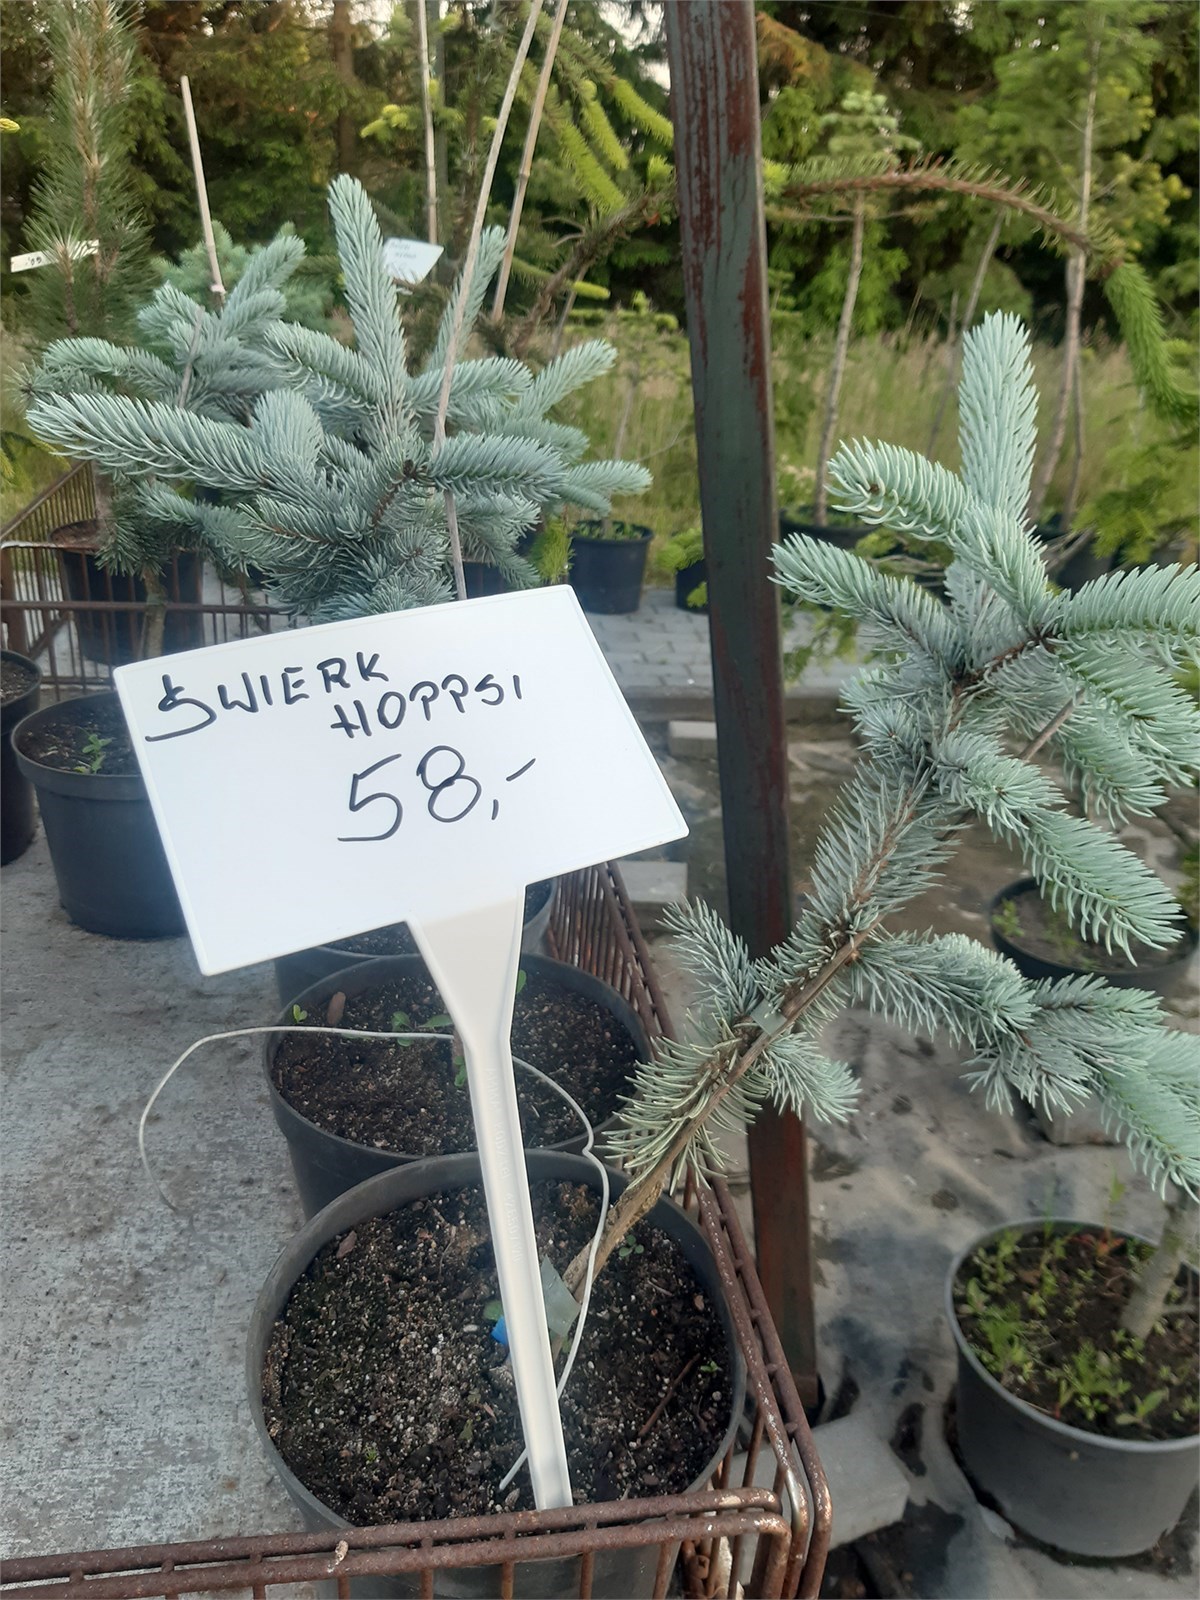 ŚWIERK
HOPPSI
58,-